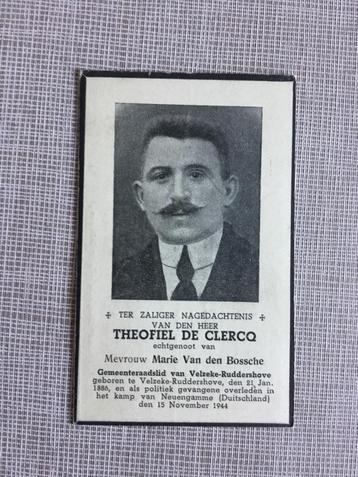 ✠ TER ZALIGER NAGEDACHTENIS ✠
VAN DEN HEER
THEOFIEL DE CLERCQ
echtgenoot van
Mevrouw Marie Van den Bossche
Gemeenteraadslid van Velzeke-Ruddershove
geboren te Velzeke-Ruddershove, den 21 Jan.
1886, en als politiek gevangene overleden in
het kamp van Neuengamme (Duitschland)
den 15 November 1944